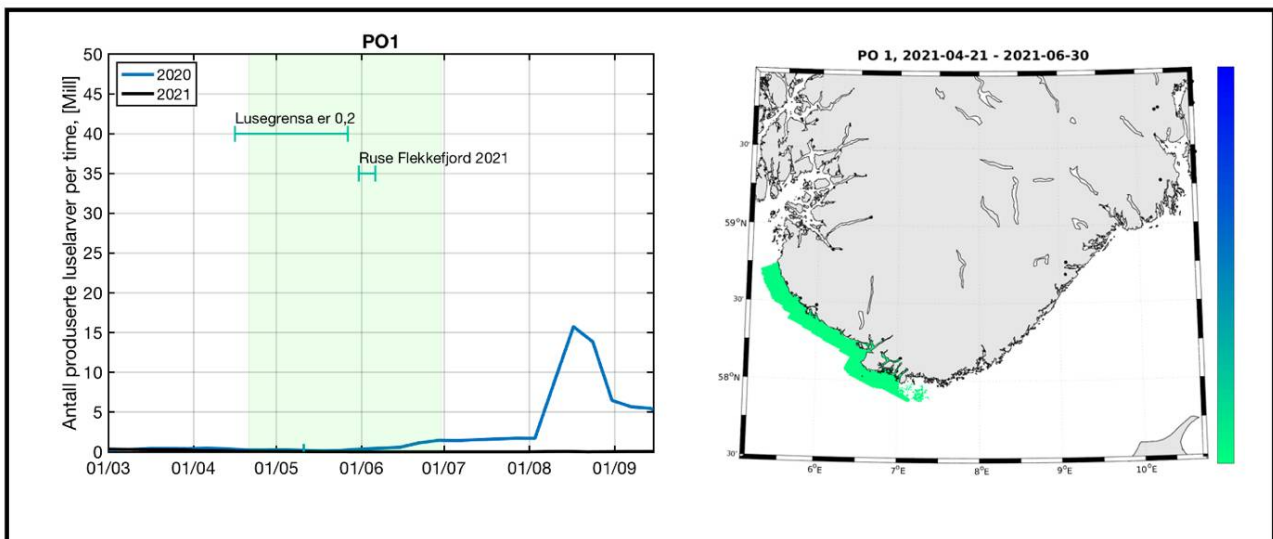 PO1
Antall produserte luselarver per time, [Mill]
50
45
40
35
30
25
20
15
10
5
0
2020
2021
Lusegrensa er 0,2
Ruse Flekkefjord 2021
01/03 01/04 01/05 01/06 01/07 01/08 01/09
PO 1, 2021-04-21 - 2021-06-30
30'
59°N
30'
58°N
30'
6°E 7°E 8°E 9°E 10°E